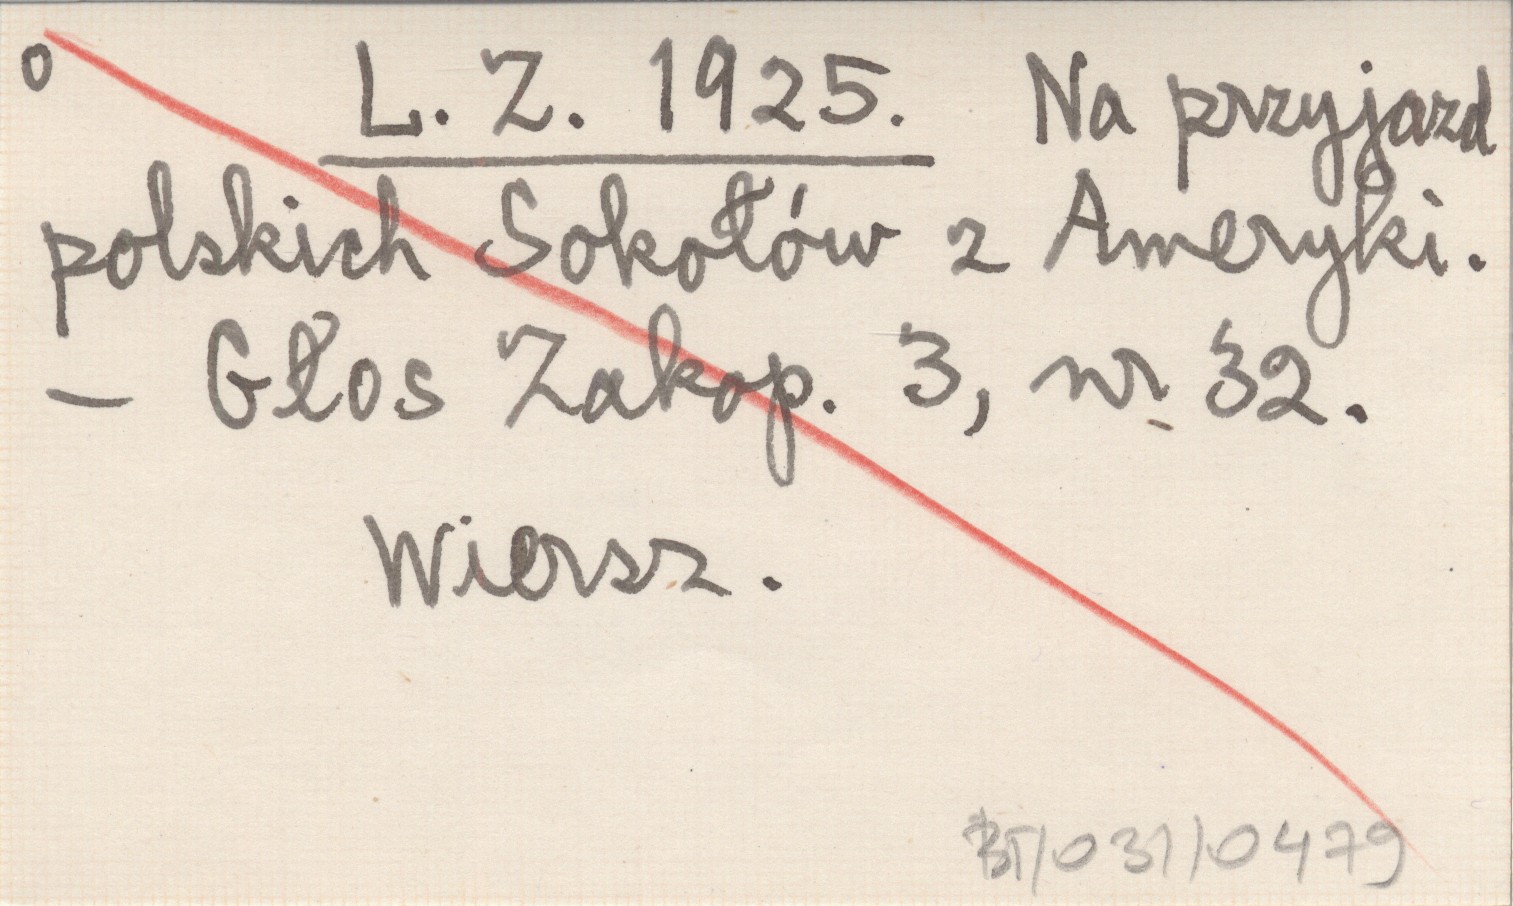 o L. Z. 1925. Na przyjazd
polskich Sokołów z Ameryki.
– Głos Zakop. 3, nr 32.
Wiersz.
BT/031/0479